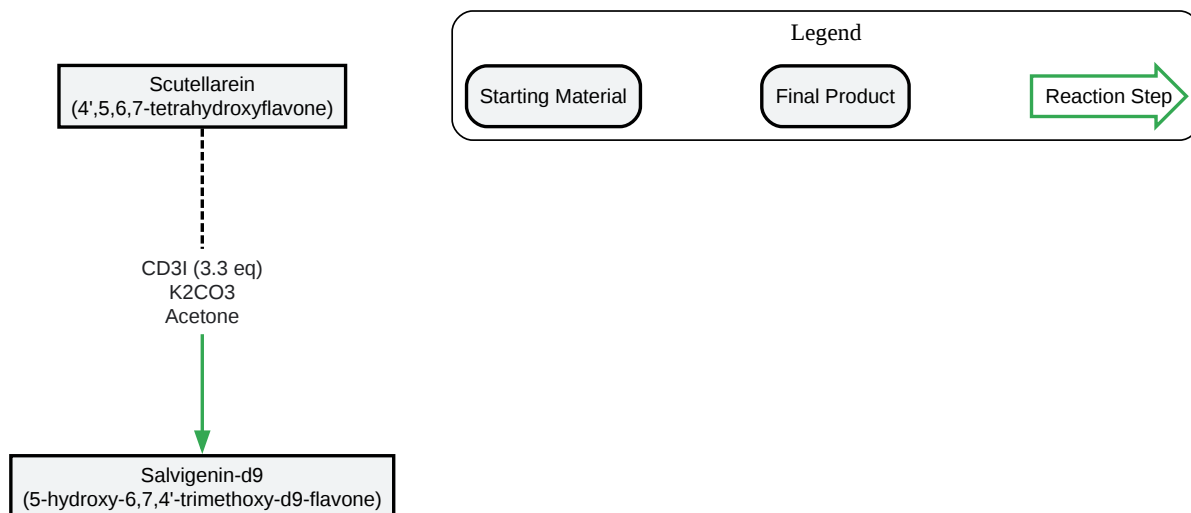 Legend
Starting Material
Final Product
Reaction Step
Scutellarein
(4',5,6,7-tetrahydroxyflavone)
CD3I (3.3 eq)
K2CO3
Acetone
Salvigenin-d9
(5-hydroxy-6,7,4'-trimethoxy-d9-flavone)